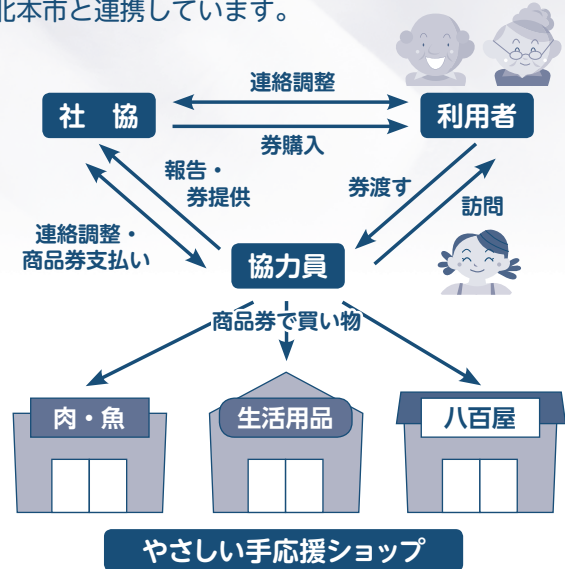 北本市と連携しています。
連絡調整
社　協
利用者
券購入
報告・
券提供
券渡す
訪問
連絡調整・
商品券支払い
協力員
商品券で買い物
肉・魚
生活用品
八百屋
やさしい手応援ショップ